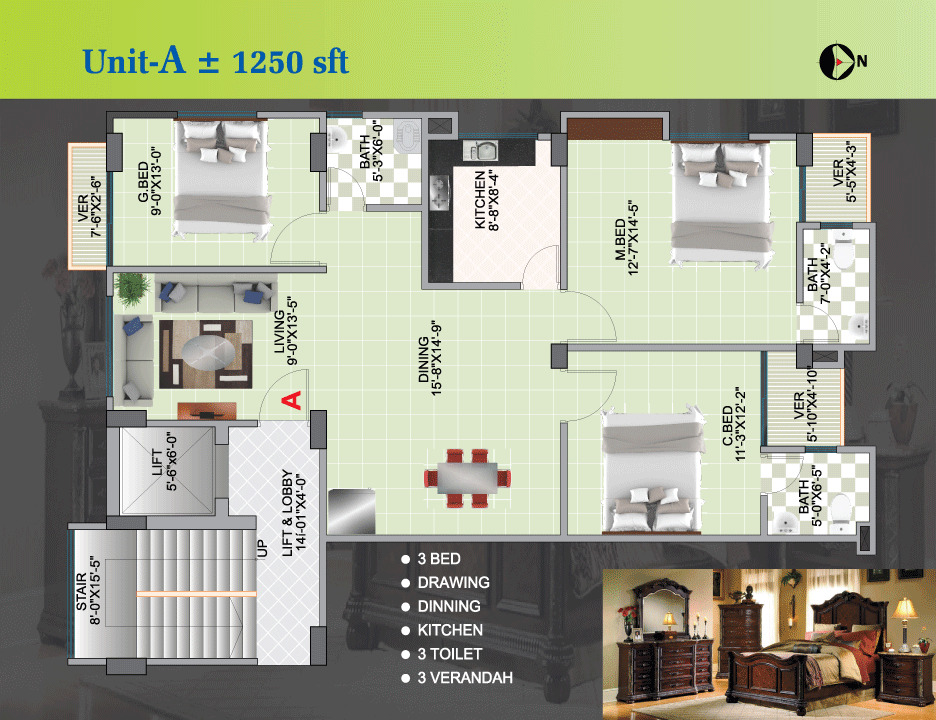 Unit-A ± 1250 sft
N
VER
7'-6"X2'-6"
G.BED
9'-0"X13'-0"
BATH
5'-3"X6'-0"
KITCHEN
8'-8"X8'-4"
M.BED
12'-7"X14'-5"
VER
5'-5"X4'-3"
BATH
7'-0"X4'-2"
LIVING
9'-0"X13'-5"
A
DINING
15'-8"X14'-9"
C.BED
11'-3"X12'-2"
VER
5'-10"X4'-10"
BATH
5'-0"X6'-5"
LIFT
5'-6"x6'-0"
LIFT & LOBBY
14í-01"X4'-0"
UP
STAIR
8'-0"X15'-5"
● 3 BED
● DRAWING
● DINNING
● KITCHEN
● 3 TOILET
● 3 VERANDAH